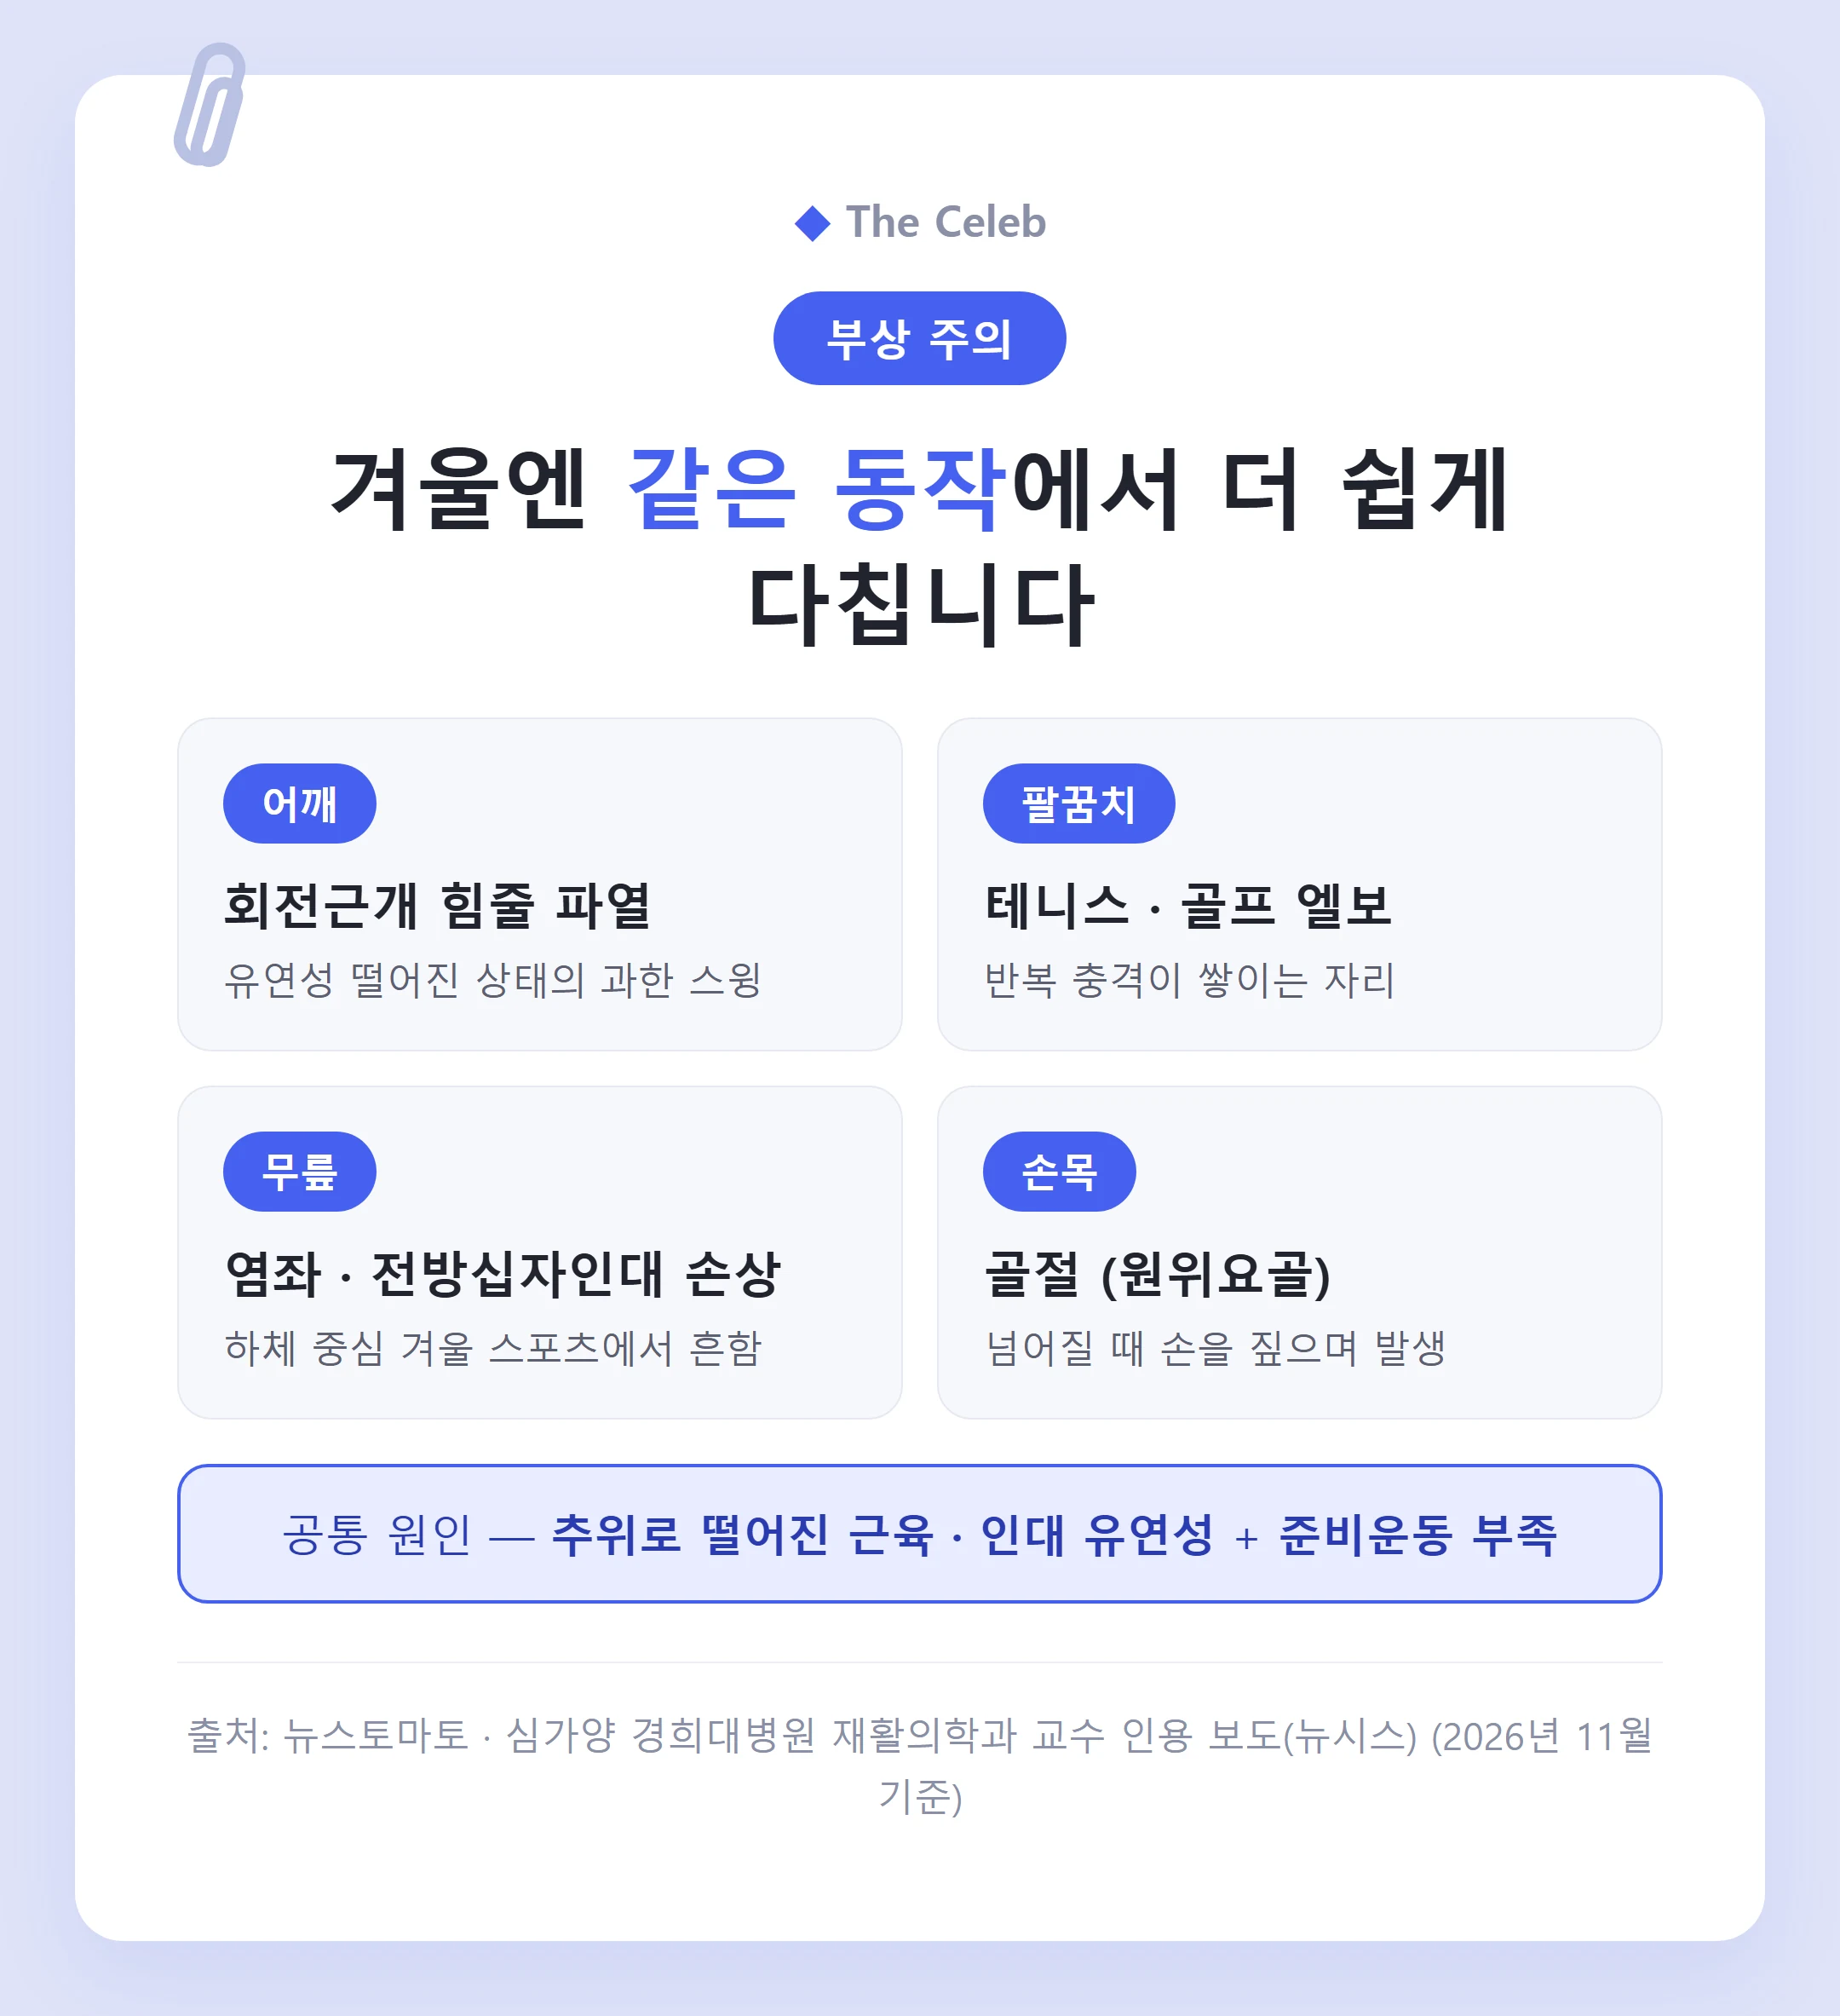 The Celeb
부상 주의
겨울엔 같은 동작에서 더 쉽게
다칩니다
어깨
회전근개 힘줄 파열
유연성 떨어진 상태의 과한 스윙
팔꿈치
테니스 · 골프 엘보
반복 충격이 쌓이는 자리
무릎
염좌 · 전방십자인대 손상
하체 중심 겨울 스포츠에서 흔함
손목
골절 (원위요골)
넘어질 때 손을 짚으며 발생
공통 원인 — 추위로 떨어진 근육 · 인대 유연성 + 준비운동 부족
출처: 뉴스토마토 · 심가양 경희대병원 재활의학과 교수 인용 보도(뉴시스) (2026년 11월
기준)